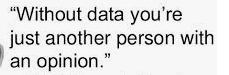 “Without data you’re
just another person with
an opinion.”